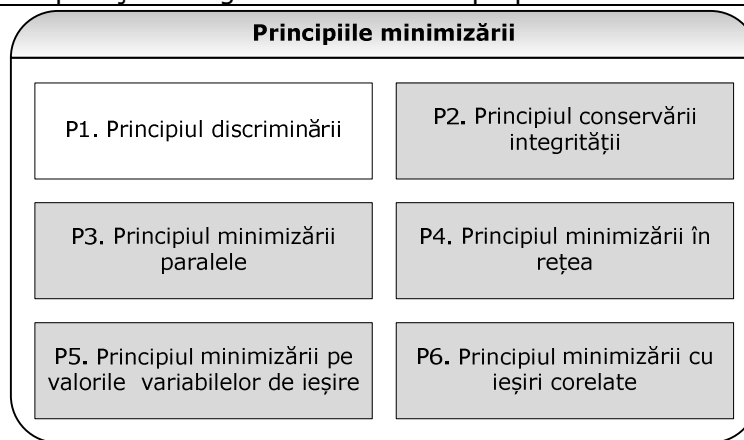 Principiile minimizării
P1. Principiul discriminării
P2. Principiul conservării
integrității
P3. Principiul minimizării
paralele
P4. Principiul minimizării în
rețea
P5. Principiul minimizării pe
valorile variabilelor de ieșire
P6. Principiul minimizării cu
ieșiri corelate